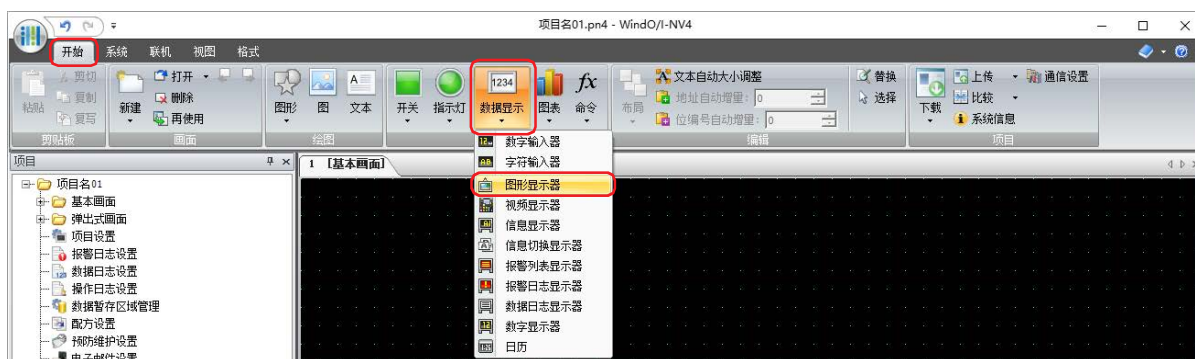 项目名01.pn4 - WindO/I-NV4
开始 系统 联机 视图 格式
粘贴 剪切 复制 复写
剪贴板
新建 打开 删除 再使用
画面
图形 图 文本
绘图
开关 指示灯 1234 数据显示 图表 fx 命令
布局 文本自动大小调整 地址自动增量: 0 位编号自动增量: 0 替换 选择
编辑
下载 上传 比较 系统信息 通信设置
项目
项目
项目名01
基本画面
弹出式画面
项目设置
报警日志设置
数据日志设置
操作日志设置
数据暂存区域管理
配方设置
预防维护设置
电子邮件设置
1 [基本画面]
数字输入器
字符输入器
图形显示器
视频显示器
信息显示器
信息切换显示器
报警列表显示器
报警日志显示器
数据日志显示器
数字显示器
日历